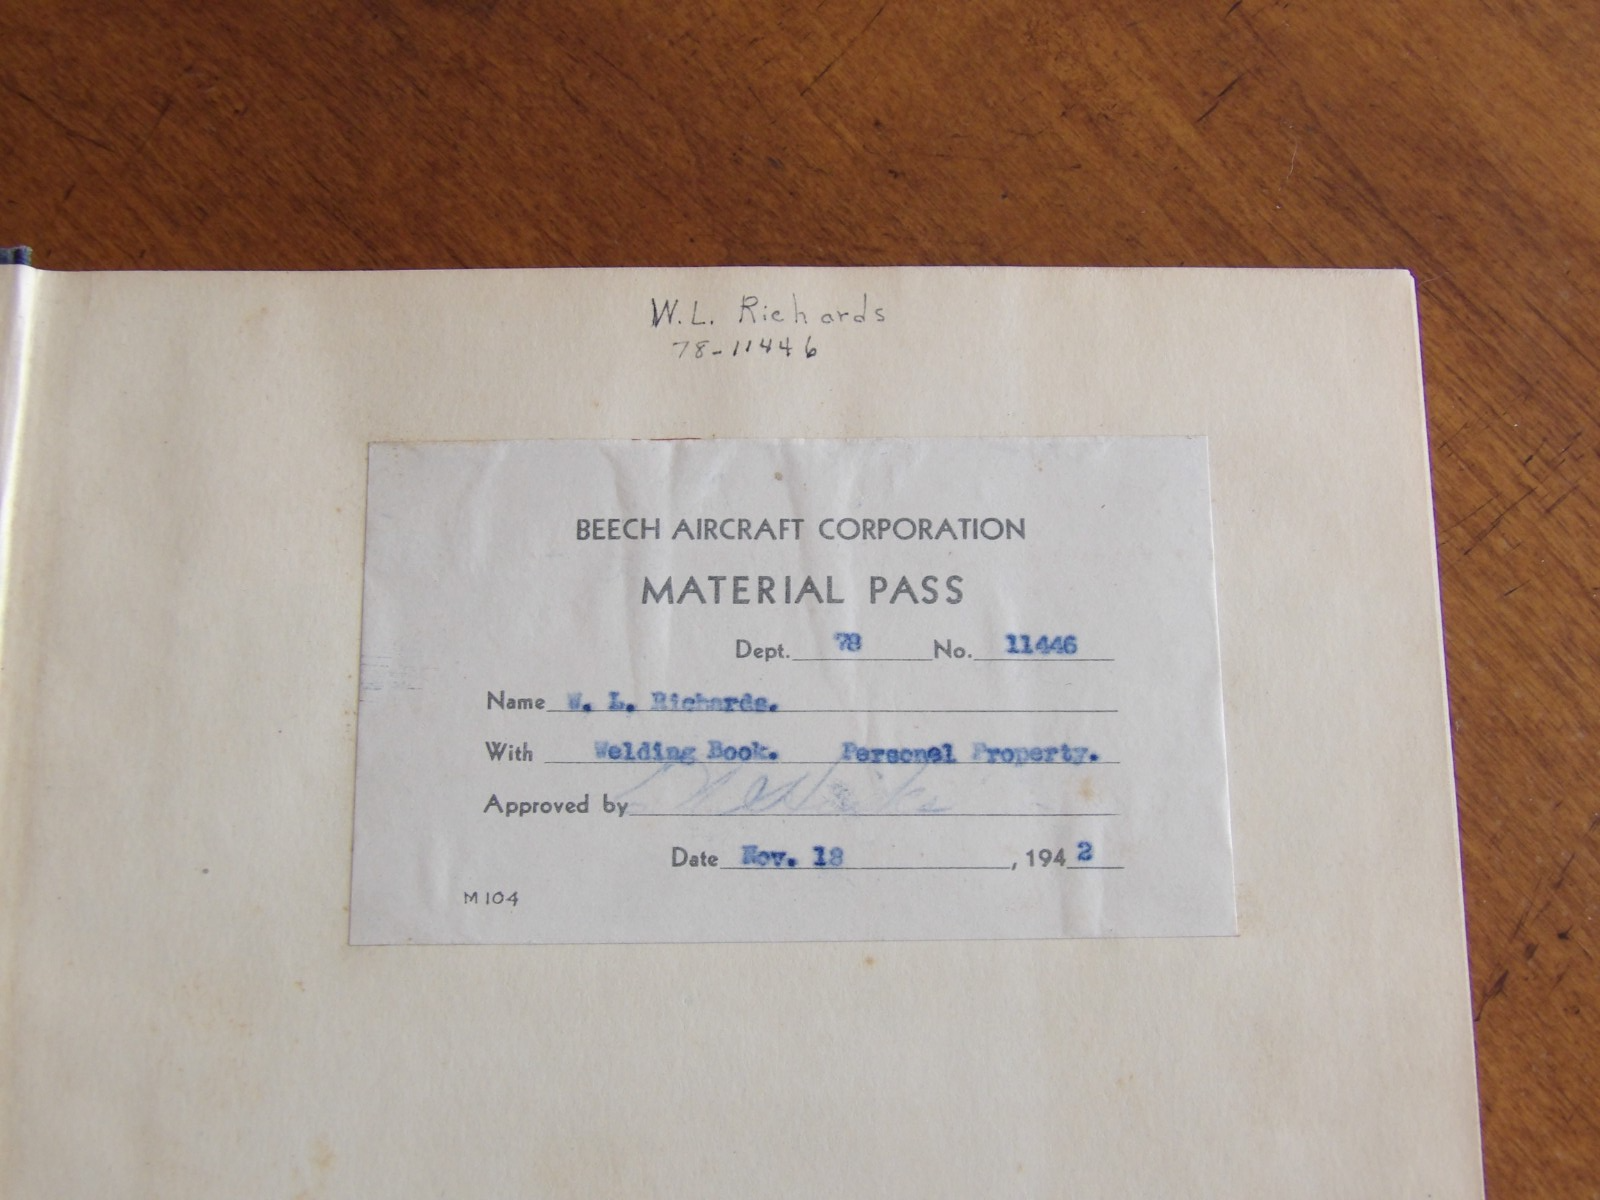 W.L. Richards
78-11446
BEECH AIRCRAFT CORPORATION
MATERIAL PASS
Dept. 78 No. 11446
Name W. L. Richards.
With Welding Book. Personel Property.
Approved by
Date Nov. 18, 1942
M 104